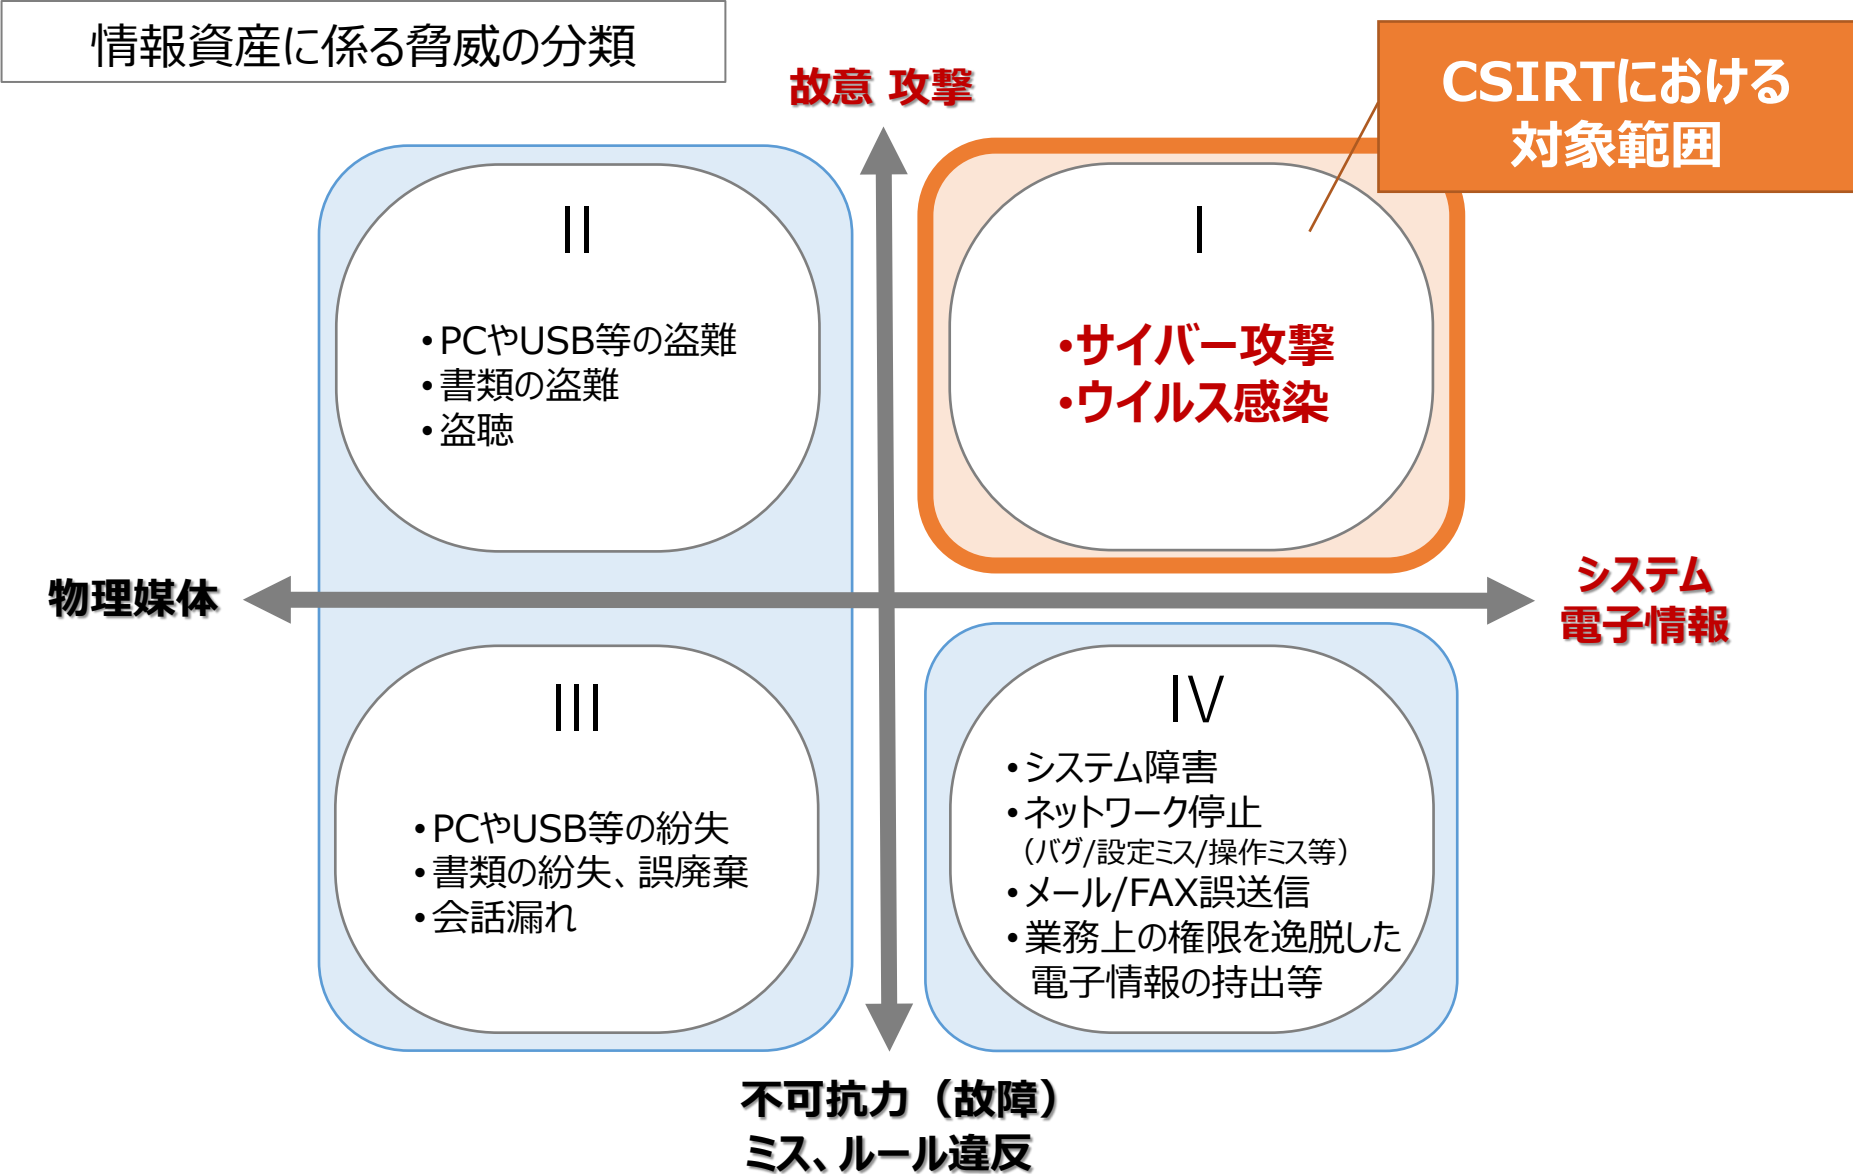 情報資産に係る脅威の分類
故意 攻撃
CSIRTにおける
対象範囲
II
・PCやUSB等の盗難
・書類の盗難
・盗聴
I
・サイバー攻撃
・ウイルス感染
物理媒体
システム
電子情報
III
・PCやUSB等の紛失
・書類の紛失、誤廃棄
・会話漏れ
IV
・システム障害
・ネットワーク停止
（バグ/設定ミス/操作ミス等）
・メール/FAX誤送信
・業務上の権限を逸脱した
電子情報の持出等
不可抗力（故障）
ミス、ルール違反